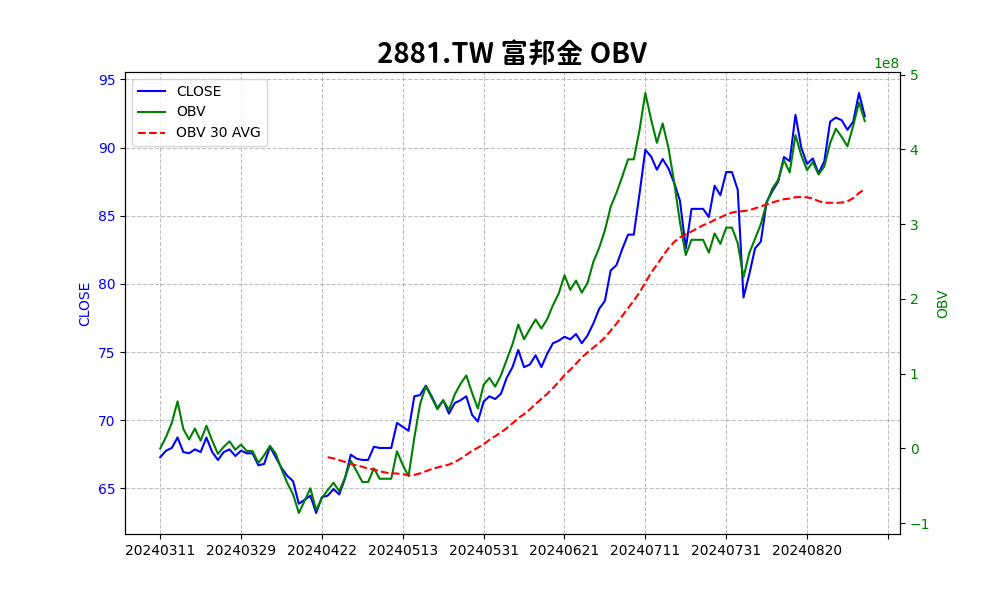 2881.TW 富邦金 OBV
1e8
CLOSE
OBV
OBV 30 AVG
95
90
85
80
75
70
65
CLOSE
5
4
3
2
1
0
−1
OBV
20240311 20240329 20240422 20240513 20240531 20240621 20240711 20240731 20240820